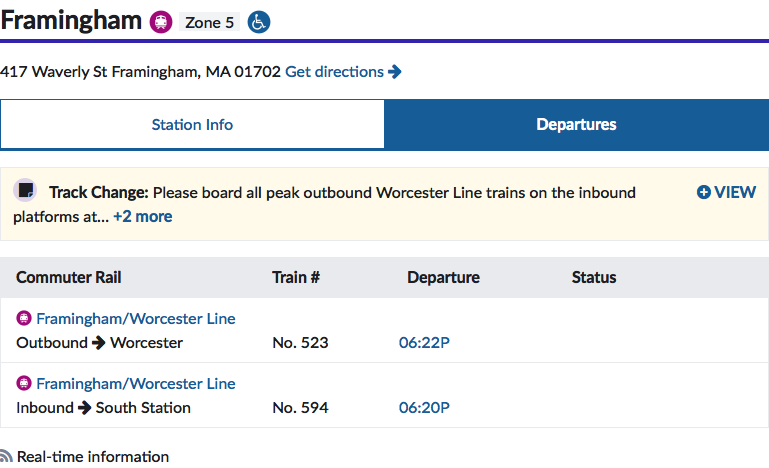 Framingham Zone 5
417 Waverly St Framingham, MA 01702 Get directions
Station Info Departures
Track Change: Please board all peak outbound Worcester Line trains on the inbound
VIEW
platforms at... +2 more
Commuter Rail Train # Departure Status
Framingham/Worcester Line
Outbound → Worcester No. 523 06:22P
Framingham/Worcester Line
Inbound → South Station No. 594 06:20P
Real-time information